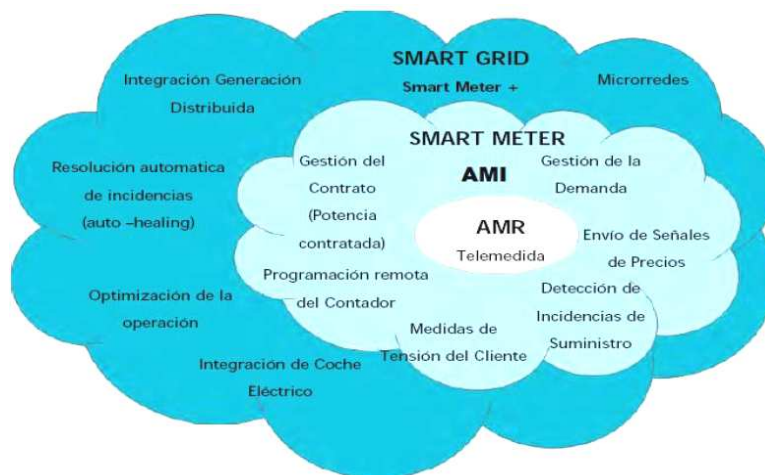 SMART GRID
Smart Meter +
Integración Generación
Distribuida
Microrredes
Resolución automatica
de incidencias
(auto –healing)
Optimización de la
operación
Integración de Coche
Eléctrico
SMART METER
AMI
Gestión del
Contrato
(Potencia
contratada)
Gestión de la
Demanda
AMR
Telemedida
Envío de Señales
de Precios
Programación remota
del Contador
Detección de
Incidencias de
Suministro
Medidas de
Tensión del Cliente